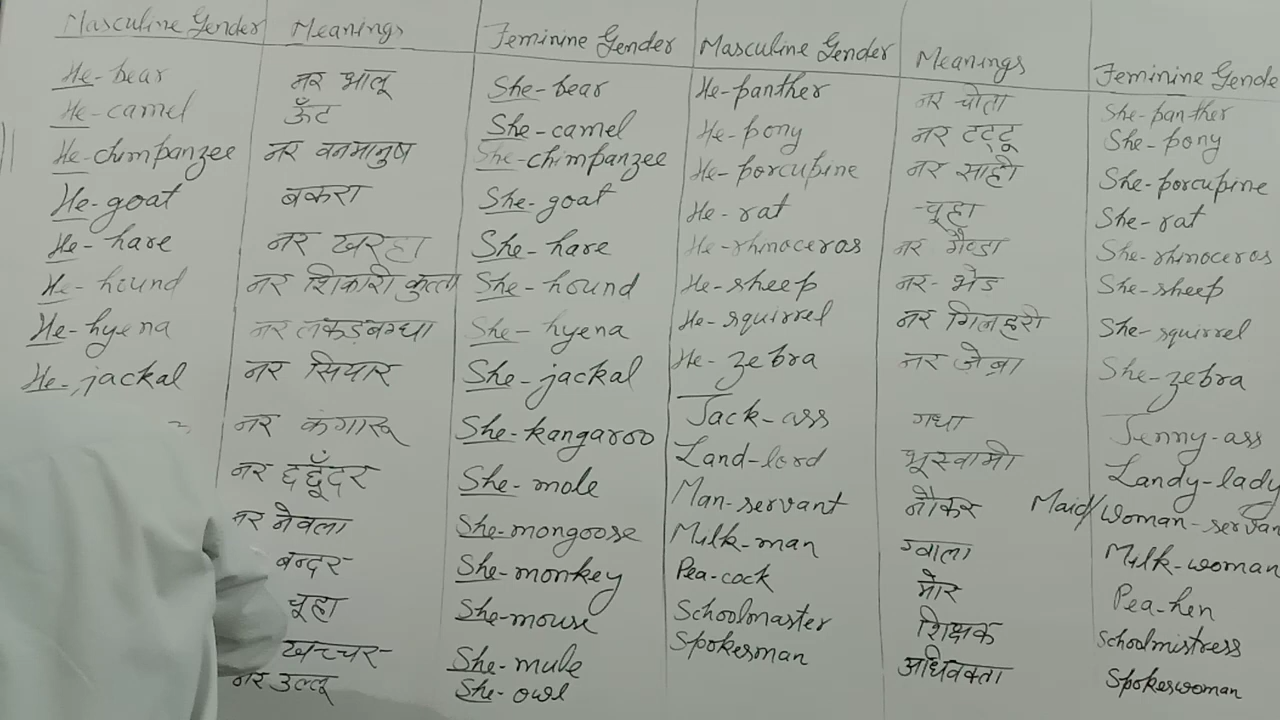 Masculine Gender Meanings Feminine Gender Masculine Gender Meanings Feminine Gende
He-bear नर भालू She-bear He-panther नर चीता She-panther
He-camel ऊँट She-camel He-pony नर टट्टू She-pony
He-chimpanzee नर वनमानुष She-chimpanzee He-porcupine नर साही She-porcupine
He-goat बकरा She-goat He-rat चूहा She-rat
He-hare नर खरहा She-hare He-rhinoceros नर गैण्डा She-rhinoceros
He-hound नर शिकारी कुत्ता She-hound He-sheep नर-भेड She-sheep
He-hyena नर लकड़बग्घा She-hyena He-squirrel नर गिलहरी She-squirrel
He-jackal नर सियार She-jackal He-zebra नर ज़ेब्रा She-zebra
नर कंगारू She-kangaroo Jack-ass गधा Jenny-ass
नर छछूँदर She-mole Land-lord भूस्वामी Landy-lady
नर नेवला She-mongoose Man-servant नौकर Maid/Woman-servan
बन्दर She-monkey Milk-man ग्वाला Milk-woman
चूहा She-mouse Pea-cock मोर Pea-hen
खच्चर She-mule Schoolmaster शिक्षक Schoolmistress
नर उल्लू She-owl Spokesman अधिवक्ता Spokeswoman